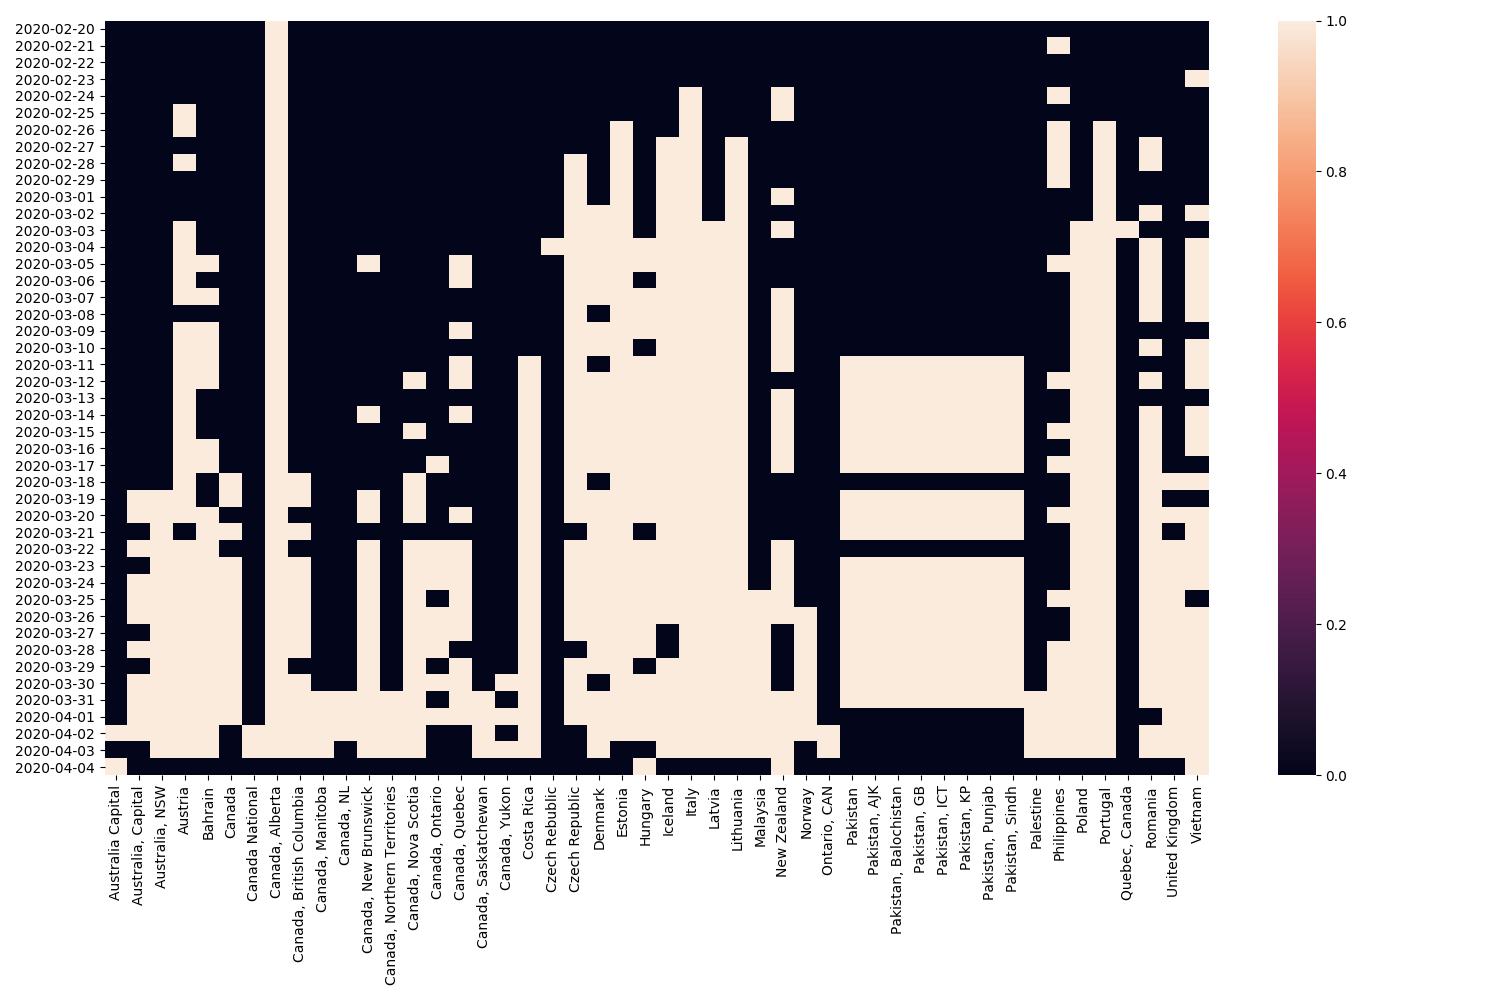 2020-02-20
2020-02-21
2020-02-22
2020-02-23
2020-02-24
2020-02-25
2020-02-26
2020-02-27
2020-02-28
2020-02-29
2020-03-01
2020-03-02
2020-03-03
2020-03-04
2020-03-05
2020-03-06
2020-03-07
2020-03-08
2020-03-09
2020-03-10
2020-03-11
2020-03-12
2020-03-13
2020-03-14
2020-03-15
2020-03-16
2020-03-17
2020-03-18
2020-03-19
2020-03-20
2020-03-21
2020-03-22
2020-03-23
2020-03-24
2020-03-25
2020-03-26
2020-03-27
2020-03-28
2020-03-29
2020-03-30
2020-03-31
2020-04-01
2020-04-02
2020-04-03
2020-04-04
Australia Capital
Australia, Capital
Australia, NSW
Austria
Bahrain
Canada
Canada National
Canada, Alberta
Canada, British Columbia
Canada, Manitoba
Canada, NL
Canada, New Brunswick
Canada, Northern Territories
Canada, Nova Scotia
Canada, Ontario
Canada, Quebec
Canada, Saskatchewan
Canada, Yukon
Costa Rica
Czech Rebublic
Czech Republic
Denmark
Estonia
Hungary
Iceland
Italy
Latvia
Lithuania
Malaysia
New Zealand
Norway
Ontario, CAN
Pakistan
Pakistan, AJK
Pakistan, Balochistan
Pakistan, GB
Pakistan, ICT
Pakistan, KP
Pakistan, Punjab
Pakistan, Sindh
Palestine
Philippines
Poland
Portugal
Quebec, Canada
Romania
United Kingdom
Vietnam
1.0
0.8
0.6
0.4
0.2
0.0